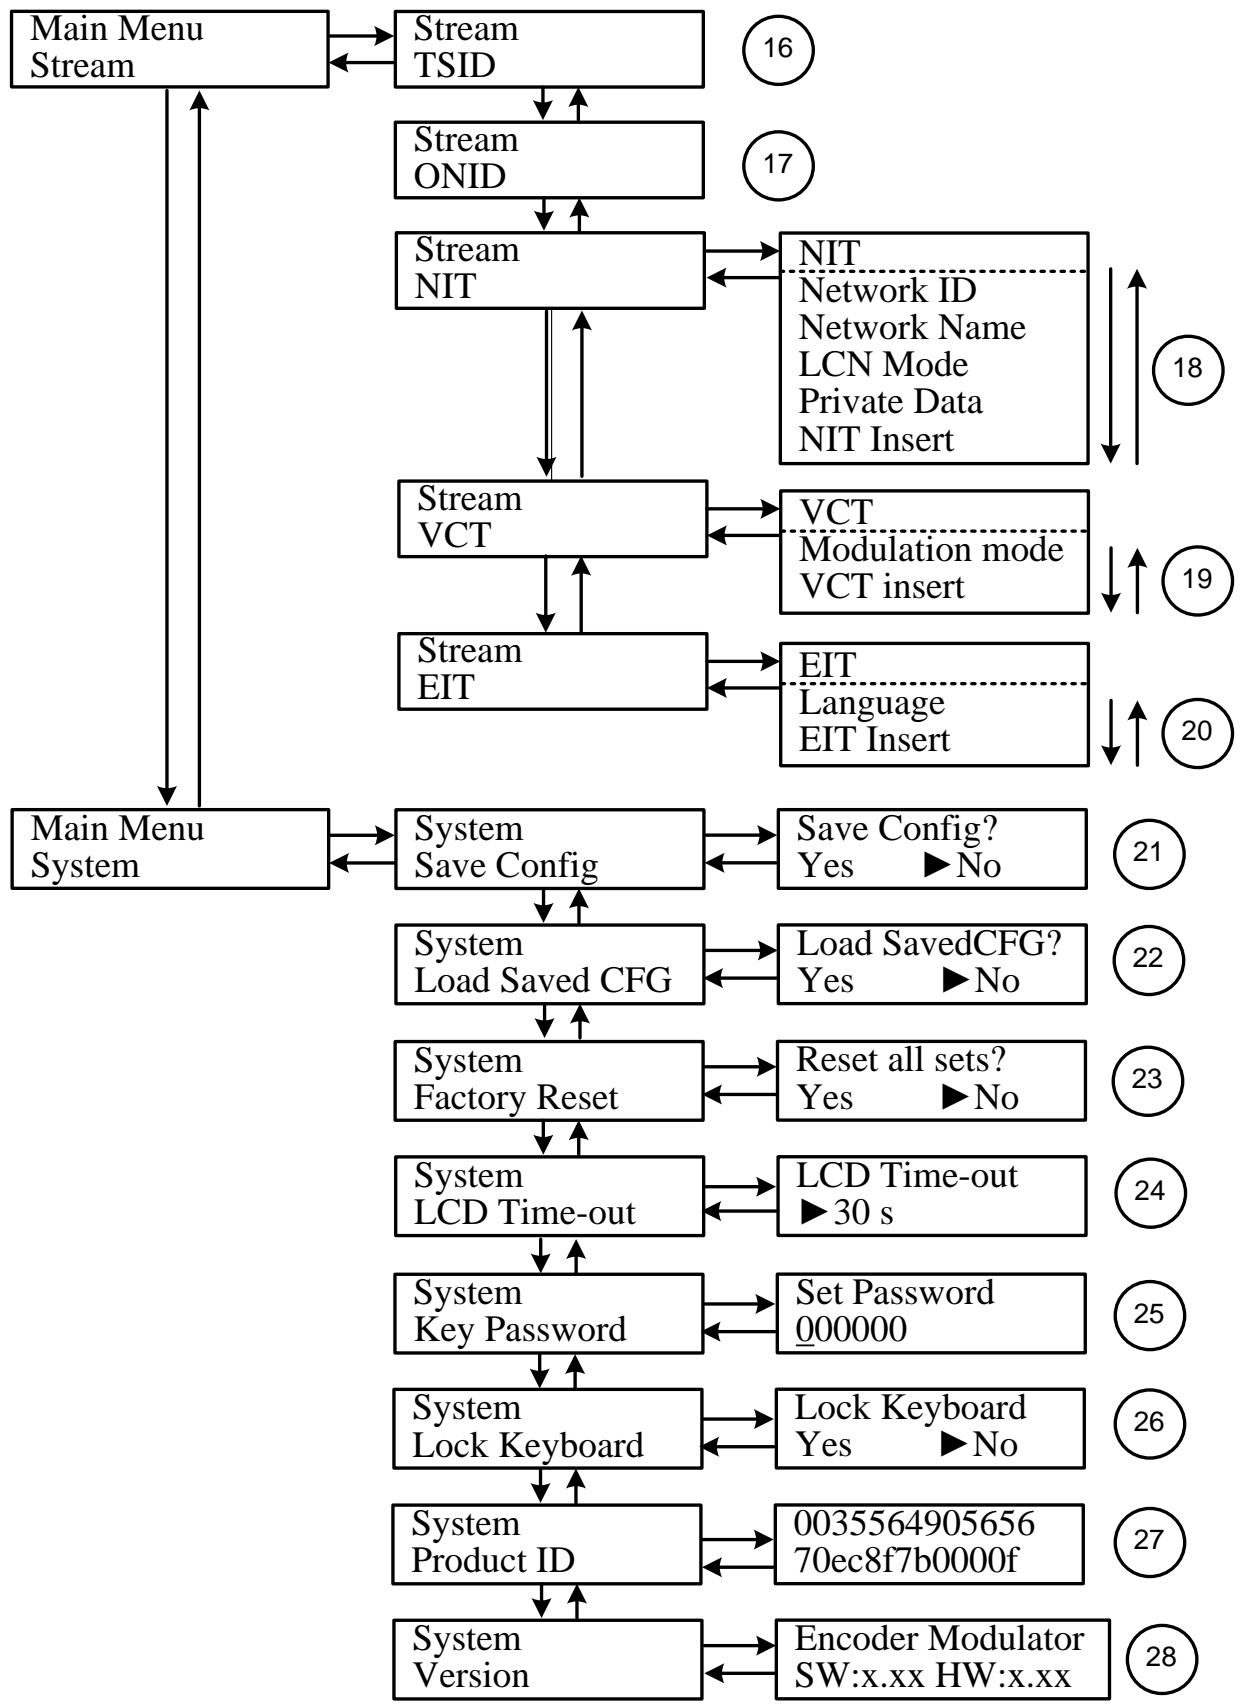 Main Menu
Stream
Stream
TSID
16
Stream
ONID
17
Stream
NIT
NIT
Network ID
Network Name
LCN Mode
Private Data
NIT Insert
18
Stream
VCT
VCT
Modulation mode
VCT insert
19
Stream
EIT
EIT
Language
EIT Insert
20
Main Menu
System
System
Save Config
Save Config?
Yes ▶No
21
System
Load Saved CFG
Load SavedCFG?
Yes ▶No
22
System
Factory Reset
Reset all sets?
Yes ▶No
23
System
LCD Time-out
LCD Time-out
▶30 s
24
System
Key Password
Set Password
000000
25
System
Lock Keyboard
Lock Keyboard
Yes ▶No
26
System
Product ID
0035564905656
70ec8f7b0000f
27
System
Version
Encoder Modulator
SW:x.xx HW:x.xx
28